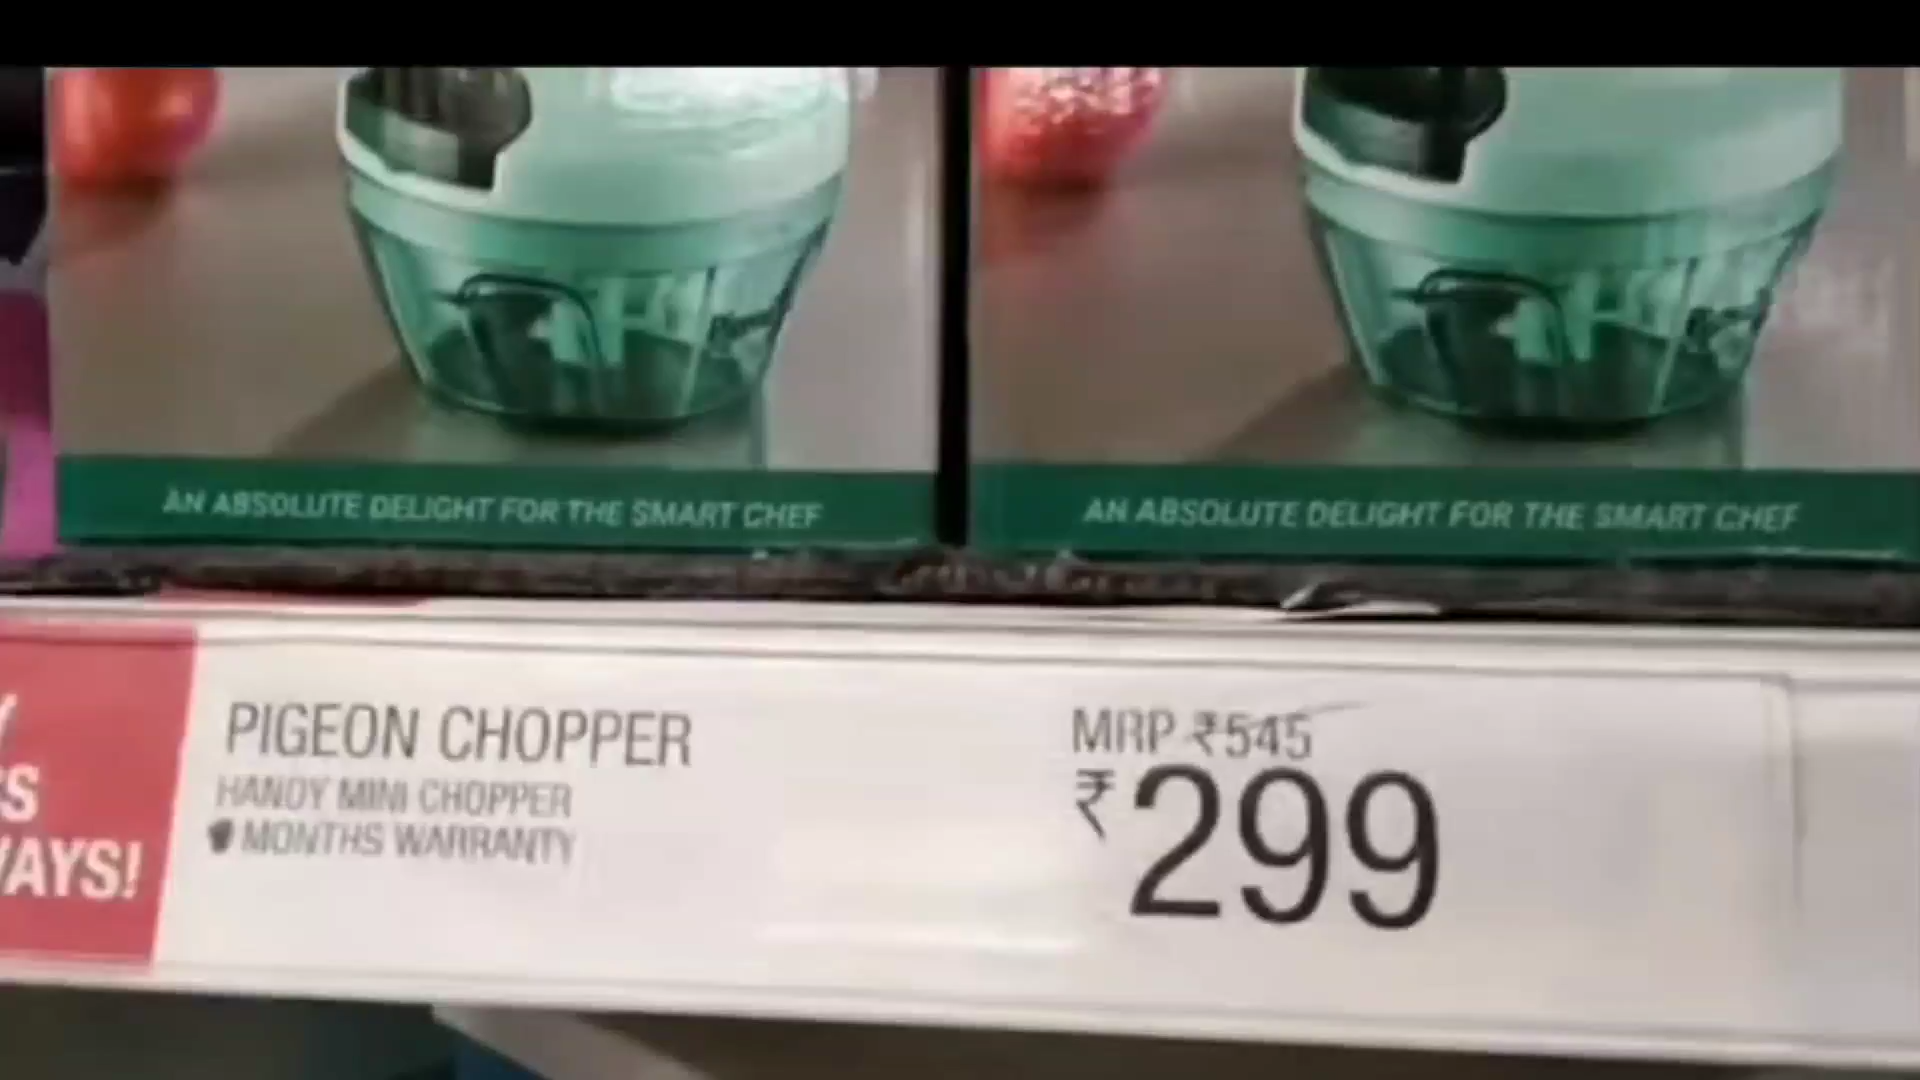 AN ABSOLUTE DELIGHT FOR THE SMART CHEF
AN ABSOLUTE DELIGHT FOR THE SMART CHEF
PIGEON CHOPPER
HANDY MINI CHOPPER
MONTHS WARRANTY
MRP ₹545
₹299